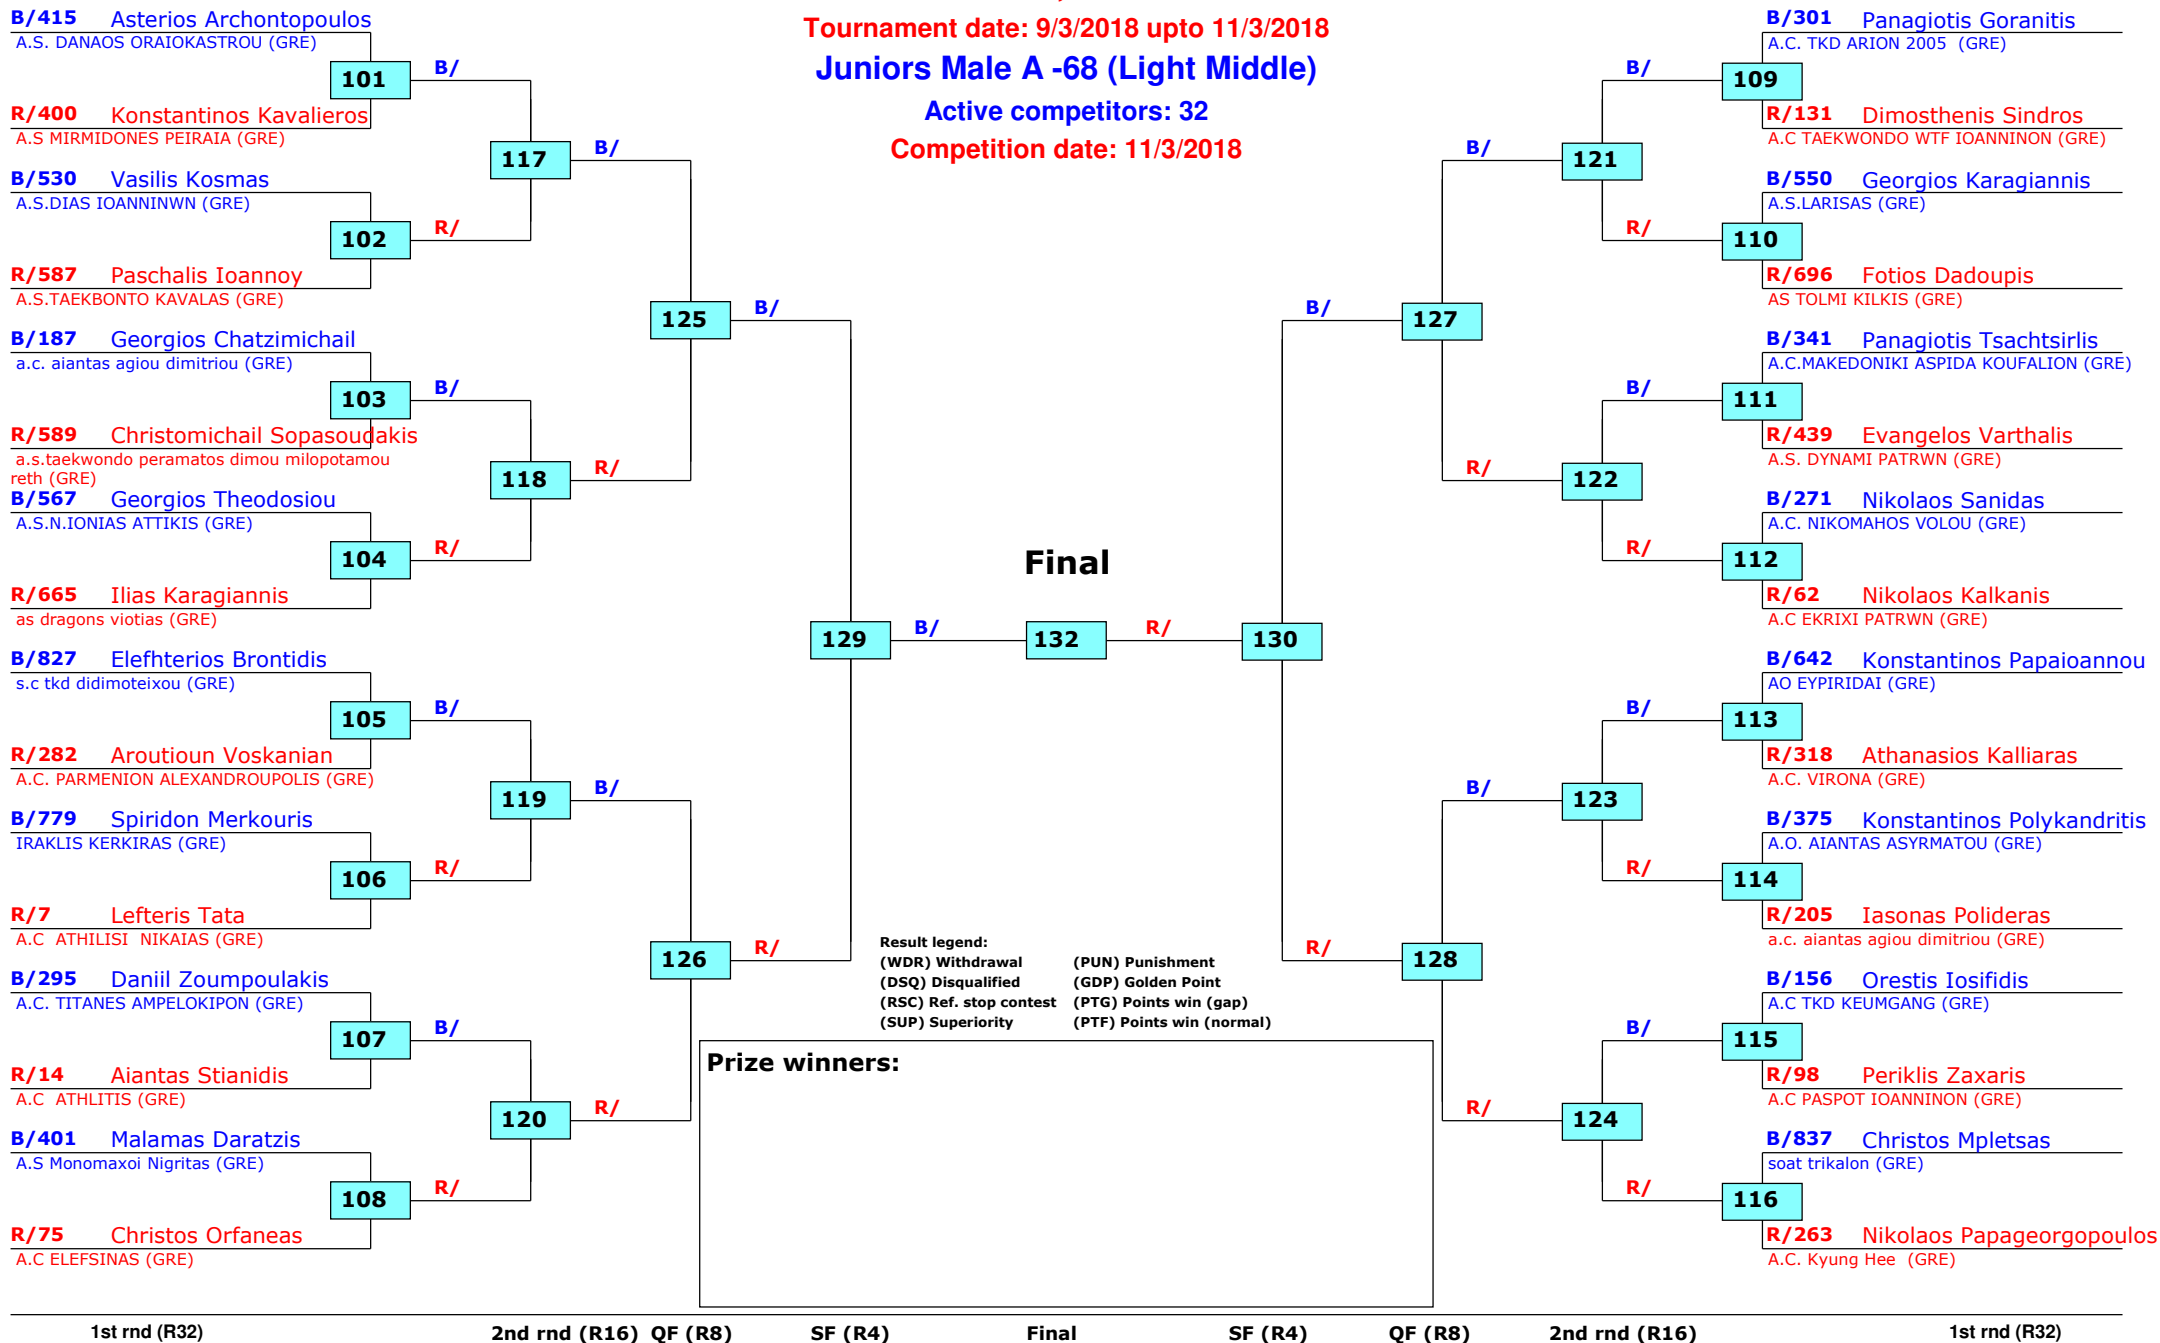 Tournament date: 9/3/2018 upto 11/3/2018
Juniors Male A -68 (Light Middle)
Active competitors: 32
Competition date: 11/3/2018
B/415 Asterios Archontopoulos
A.S. DANAOS ORAIOKASTROU (GRE)
101
B/
R/400 Konstantinos Kavalieros
A.S MIRMIDONES PEIRAIA (GRE)
117
B/
B/530 Vasilis Kosmas
A.S.DIAS IOANNINWN (GRE)
102
R/
R/587 Paschalis Ioannoy
A.S.TAEKBONTO KAVALAS (GRE)
125
B/
B/187 Georgios Chatzimichail
a.c. aiantas agiou dimitriou (GRE)
103
B/
R/589 Christomichail Sopasoudakis
a.s.taekwondo peramatos dimou milopotamou
reth (GRE)
118
R/
B/567 Georgios Theodosiou
A.S.N.IONIAS ATTIKIS (GRE)
104
R/
R/665 Ilias Karagiannis
as dragons viotias (GRE)
129
B/
B/827 Elefhterios Brontidis
s.c tkd didimoteixou (GRE)
105
B/
R/282 Aroutioun Voskanian
A.C. PARMENION ALEXANDROUPOLIS (GRE)
119
B/
B/779 Spiridon Merkouris
IRAKLIS KERKIRAS (GRE)
106
R/
R/7 Lefteris Tata
A.C ATHILISI NIKAIAS (GRE)
126
R/
B/295 Daniil Zoumpoulakis
A.C. TITANES AMPELOKIPON (GRE)
107
B/
R/14 Aiantas Stianidis
A.C ATHLITIS (GRE)
120
R/
B/401 Malamas Daratzis
A.S Monomaxoi Nigritas (GRE)
108
R/
R/75 Christos Orfaneas
A.C ELEFSINAS (GRE)
Final
132
R/
130
B/301 Panagiotis Goranitis
A.C. TKD ARION 2005 (GRE)
B/
109
R/131 Dimosthenis Sindros
A.C TAEKWONDO WTF IOANNINON (GRE)
B/
121
B/550 Georgios Karagiannis
A.S.LARISAS (GRE)
R/
110
R/696 Fotios Dadoupis
AS TOLMI KILKIS (GRE)
B/
127
B/341 Panagiotis Tsachtsirlis
A.C.MAKEDONIKI ASPIDA KOUFALION (GRE)
B/
111
R/439 Evangelos Varthalis
A.S. DYNAMI PATRWN (GRE)
R/
122
B/271 Nikolaos Sanidas
A.C. NIKOMAHOS VOLOU (GRE)
R/
112
R/62 Nikolaos Kalkanis
A.C EKRIXI PATRWN (GRE)
B/642 Konstantinos Papaioannou
AO EYPIRIDAI (GRE)
B/
113
R/318 Athanasios Kalliaras
A.C. VIRONA (GRE)
B/
123
B/375 Konstantinos Polykandritis
A.O. AIANTAS ASYRMATOU (GRE)
R/
114
R/205 Iasonas Polideras
a.c. aiantas agiou dimitriou (GRE)
R/
128
B/156 Orestis Iosifidis
A.C TKD KEUMGANG (GRE)
B/
115
R/98 Periklis Zaxaris
A.C PASPOT IOANNINON (GRE)
R/
124
B/837 Christos Mpletsas
soat trikalon (GRE)
R/
116
R/263 Nikolaos Papageorgopoulos
A.C. Kyung Hee (GRE)
Result legend:
(WDR) Withdrawal (PUN) Punishment
(DSQ) Disqualified (GDP) Golden Point
(RSC) Ref. stop contest (PTG) Points win (gap)
(SUP) Superiority (PTF) Points win (normal)
Prize winners:
1st rnd (R32) 2nd rnd (R16) QF (R8) SF (R4) Final SF (R4) QF (R8) 2nd rnd (R16) 1st rnd (R32)